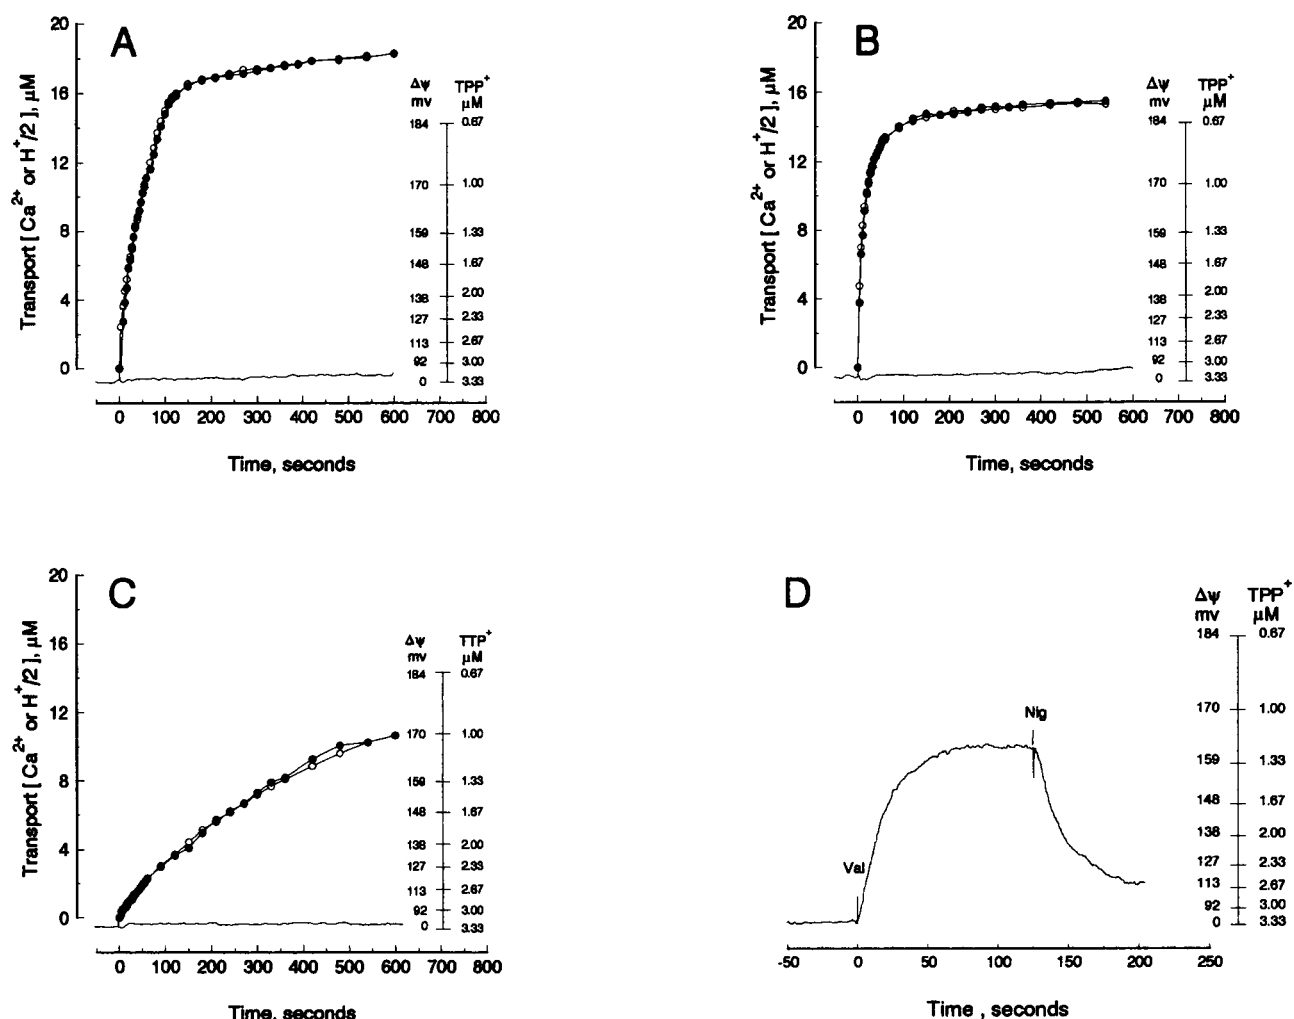 A
Transport [ Ca2+ or H+/2 ], μM
20
16
12
8
4
0
Δψ TPP+
mv μM
184 0.67
170 1.00
159 1.33
148 1.67
138 2.00
127 2.33
113 2.67
92 3.00
0 3.33
0 100 200 300 400 500 600 700 800
Time, seconds
B
Transport [ Ca2+ or H+/2 ], μM
20
16
12
8
4
0
Δψ TPP+
mv μM
184 0.67
170 1.00
159 1.33
148 1.67
138 2.00
127 2.33
113 2.67
92 3.00
0 3.33
0 100 200 300 400 500 600 700 800
Time, seconds
C
Transport [ Ca2+ or H+/2 ], μM
20
16
12
8
4
0
Δψ TTP+
mv μM
184 0.67
170 1.00
159 1.33
148 1.67
138 2.00
127 2.33
113 2.67
92 3.00
0 3.33
0 100 200 300 400 500 600 700 800
Time, seconds
D
Δψ TPP+
mv μM
184 0.67
170 1.00
159 1.33
148 1.67
138 2.00
127 2.33
113 2.67
92 3.00
0 3.33
Val
Nig
-50 0 50 100 150 200 250
Time , seconds